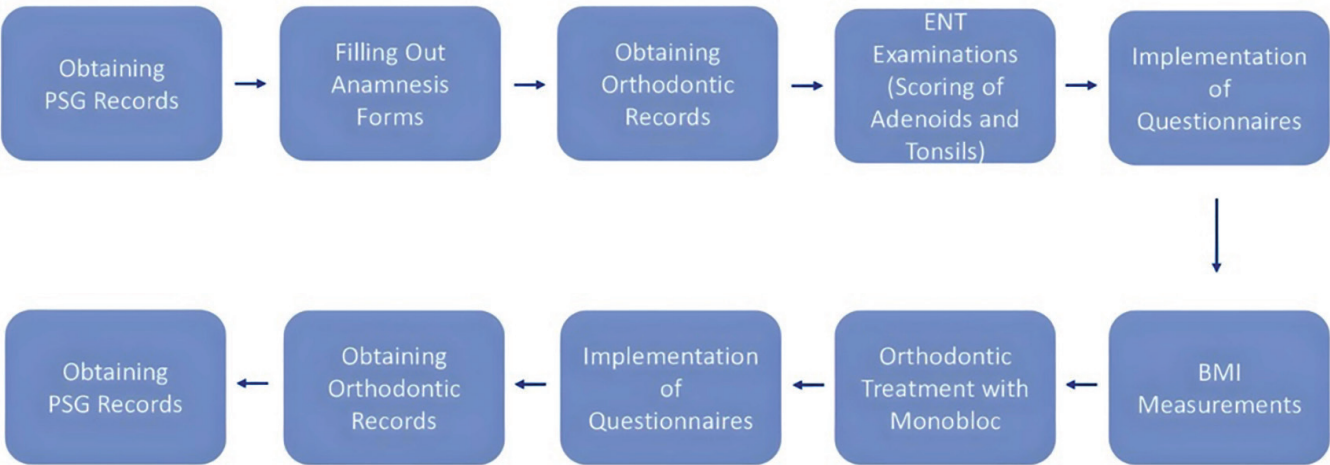 Obtaining
PSG Records
Filling Out
Anamnesis
Forms
Obtaining
Orthodontic
Records
ENT
Examinations
(Scoring of
Adenoids and
Tonsils)
Implementation
of
Questionnaires
BMI
Measurements
Orthodontic
Treatment with
Monobloc
Implementation
of
Questionnaires
Obtaining
Orthodontic
Records
Obtaining
PSG Records